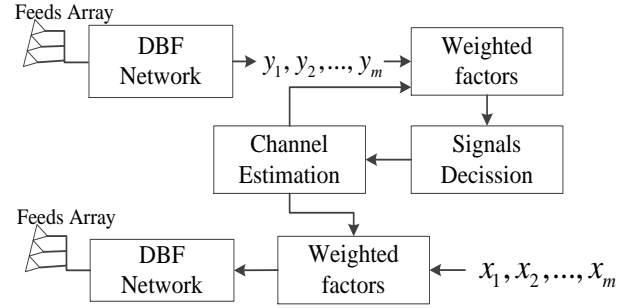 Feeds Array
DBF
Network
y₁, y₂, ..., yₘ
Weighted
factors
Channel
Estimation
Signals
Decission
Feeds Array
DBF
Network
Weighted
factors
x₁, x₂, ..., xₘ